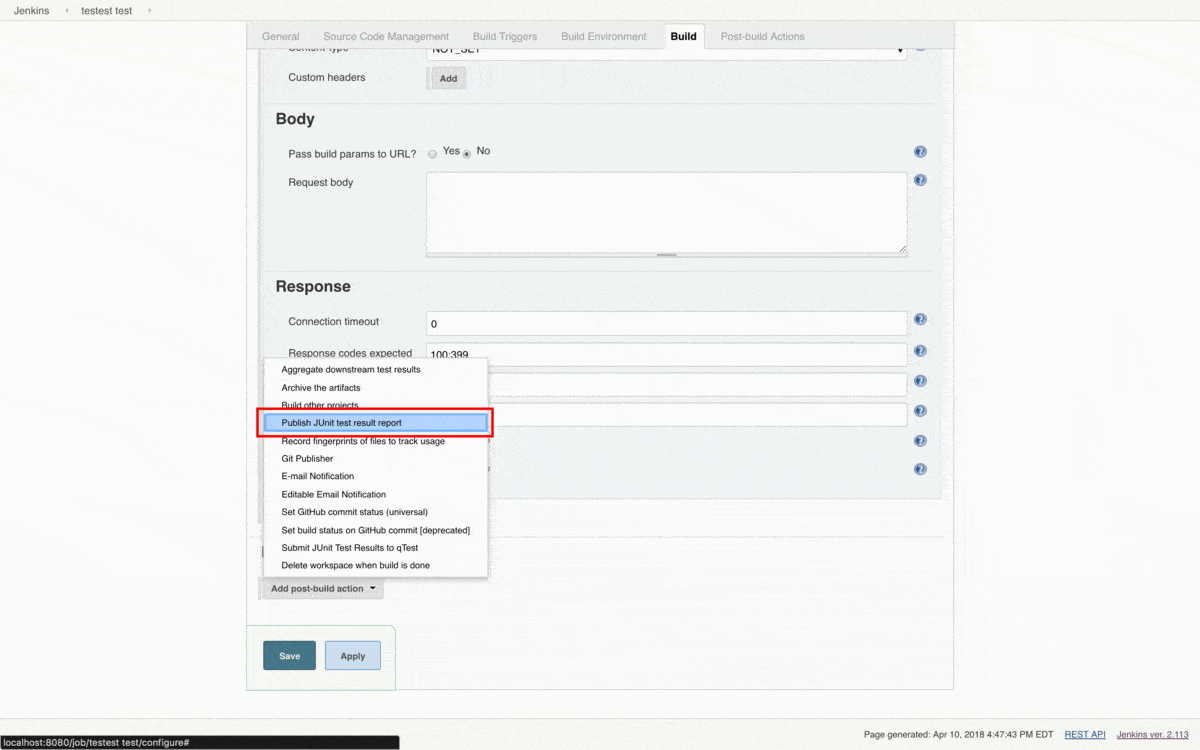 Jenkins testest test
General Source Code Management Build Triggers Build Environment Build Post-build Actions
Content type NOT_SET
Custom headers Add
Body
Pass build params to URL? Yes No
Request body
Response
Connection timeout 0
Response codes expected 100:399
Aggregate downstream test results
Archive the artifacts
Build other projects
Publish JUnit test result report
Record fingerprints of files to track usage
Git Publisher
E-mail Notification
Editable Email Notification
Set GitHub commit status (universal)
Set build status on GitHub commit [deprecated]
Submit JUnit Test Results to qTest
Delete workspace when build is done
Add post-build action
Save Apply
Page generated: Apr 10, 2018 4:47:43 PM EDT REST API Jenkins ver. 2.113
localhost:8080/job/testest test/configure#